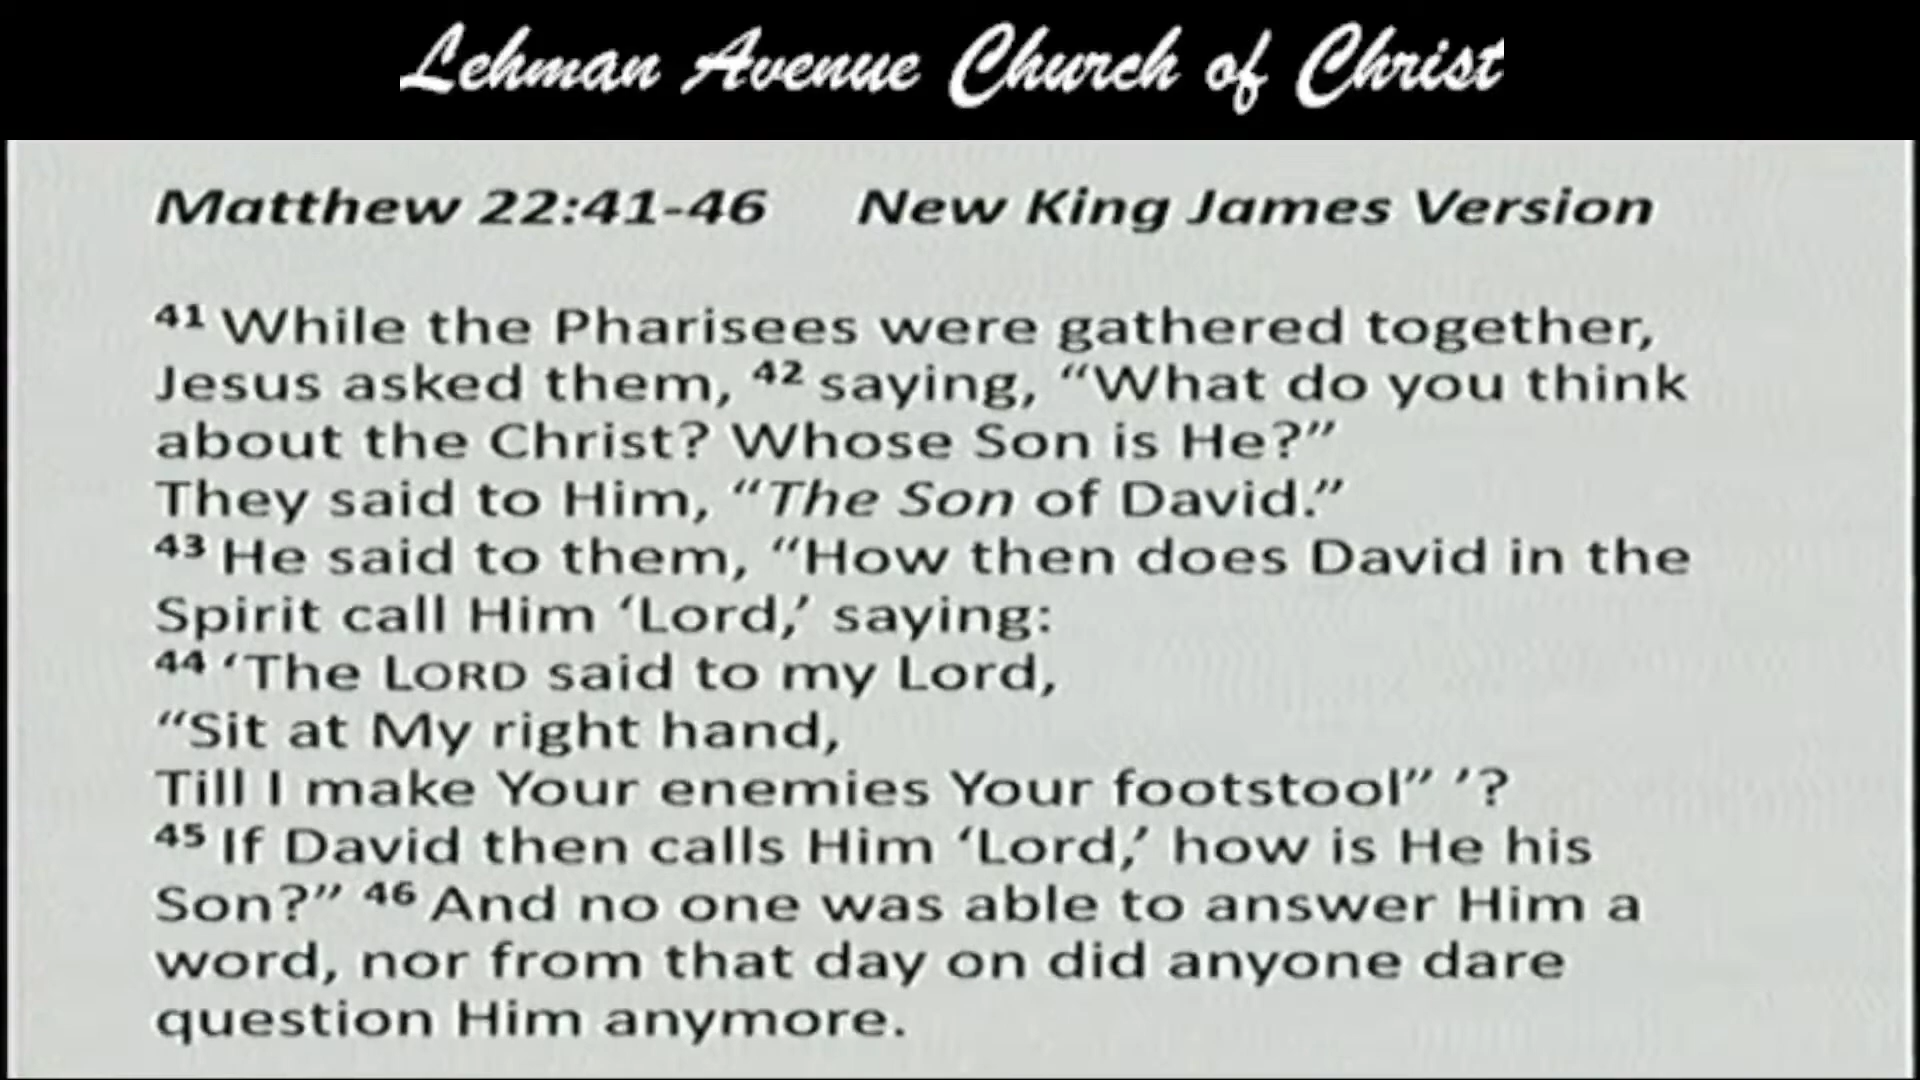 Lehman Avenue Church of Christ
Matthew 22:41-46 New King James Version
41 While the Pharisees were gathered together,
Jesus asked them, 42 saying, “What do you think
about the Christ? Whose Son is He?”
They said to Him, “The Son of David.”
43 He said to them, “How then does David in the
Spirit call Him ‘Lord,’ saying:
44 ‘The LORD said to my Lord,
“Sit at My right hand,
Till I make Your enemies Your footstool” ’?
45 If David then calls Him ‘Lord,’ how is He his
Son?” 46 And no one was able to answer Him a
word, nor from that day on did anyone dare
question Him anymore.